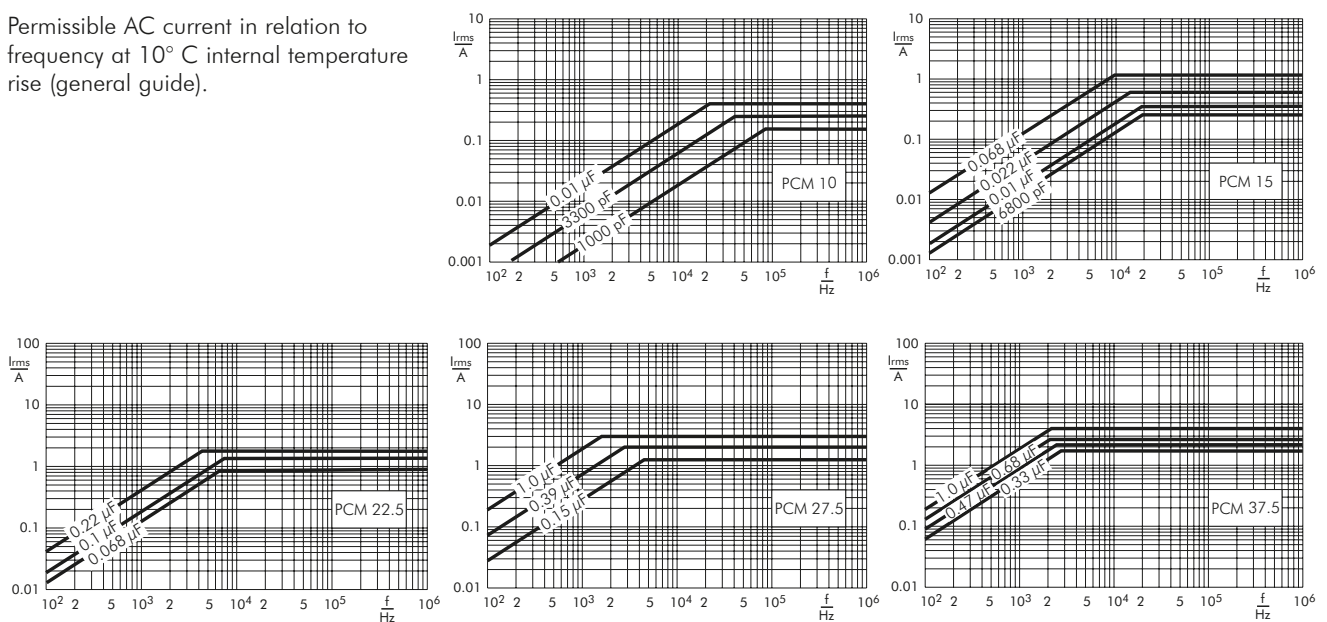 Permissible AC current in relation to
frequency at 10° C internal temperature
rise (general guide).
10
Irms
A
1
0.1
0.01
0.001
0.01 µF
3300 pF
1000 pF
PCM 10
10² 2 5 10³ 2 5 10⁴ 2 5 10⁵ f 10⁶
Hz
10
Irms
A
1
0.1
0.01
0.001
0.068 µF
0.022 µF
0.01 µF
6800 pF
PCM 15
10² 2 5 10³ 2 5 10⁴ 2 5 10⁵ f 10⁶
Hz
100
Irms
A
10
1
0.1
0.01
0.22 µF
0.1 µF
0.068 µF
PCM 22.5
10² 2 5 10³ 2 5 10⁴ 2 5 10⁵ f 10⁶
Hz
100
Irms
A
10
1
0.1
0.01
1.0 µF
0.39 µF
0.15 µF
PCM 27.5
10² 2 5 10³ 2 5 10⁴ 2 5 10⁵ f 10⁶
Hz
100
Irms
A
10
1
0.1
0.01
1.0 µF
0.68 µF
0.47 µF
0.33 µF
PCM 37.5
10² 2 5 10³ 2 5 10⁴ 2 5 10⁵ f 10⁶
Hz